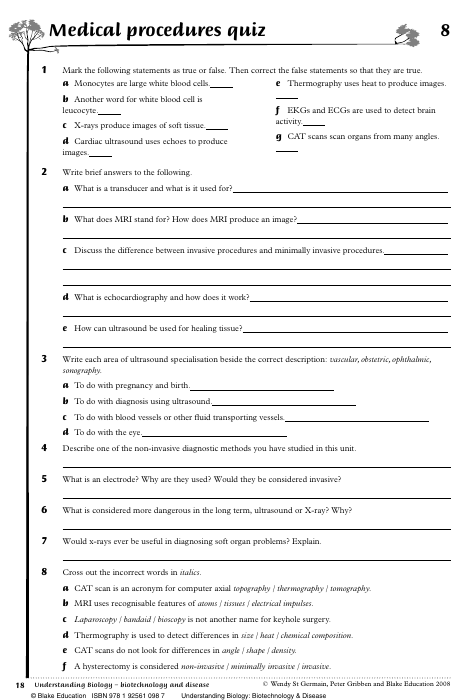 Medical procedures quiz 8
1 Mark the following statements as true or false. Then correct the false statements so that they are true.
a Monocytes are large white blood cells.
b Another word for white blood cell is
leucocyte.
c X-rays produce images of soft tissue.
d Cardiac ultrasound uses echoes to produce
images.
e Thermography uses heat to produce images.
f EKGs and ECGs are used to detect brain
activity.
g CAT scans scan organs from many angles.
2 Write brief answers to the following.
a What is a transducer and what is it used for?
b What does MRI stand for? How does MRI produce an image?
c Discuss the difference between invasive procedures and minimally invasive procedures.
d What is echocardiography and how does it work?
e How can ultrasound be used for healing tissue?
3 Write each area of ultrasound specialisation beside the correct description: vascular, obstetric, ophthalmic,
sonography.
a To do with pregnancy and birth.
b To do with diagnosis using ultrasound.
c To do with blood vessels or other fluid transporting vessels.
d To do with the eye.
4 Describe one of the non-invasive diagnostic methods you have studied in this unit.
5 What is an electrode? Why are they used? Would they be considered invasive?
6 What is considered more dangerous in the long term, ultrasound or X-ray? Why?
7 Would x-rays ever be useful in diagnosing soft organ problems? Explain.
8 Cross out the incorrect words in italics.
a CAT scan is an acronym for computer axial topography / thermography / tomography.
b MRI uses recognisable features of atoms / tissues / electrical impulses.
c Laparoscopy / bandaid / bioscopy is not another name for keyhole surgery.
d Thermography is used to detect differences in size / heat / chemical composition.
e CAT scans do not look for differences in angle / shape / density.
f A hysterectomy is considered non-invasive / minimally invasive / invasive.
18 Understanding Biology – biotechnology and disease © Wendy St Germain, Peter Gribben and Blake Education 2008
© Blake Education ISBN 978 1 92561 098 7 Understanding Biology: Biotechnology & Disease